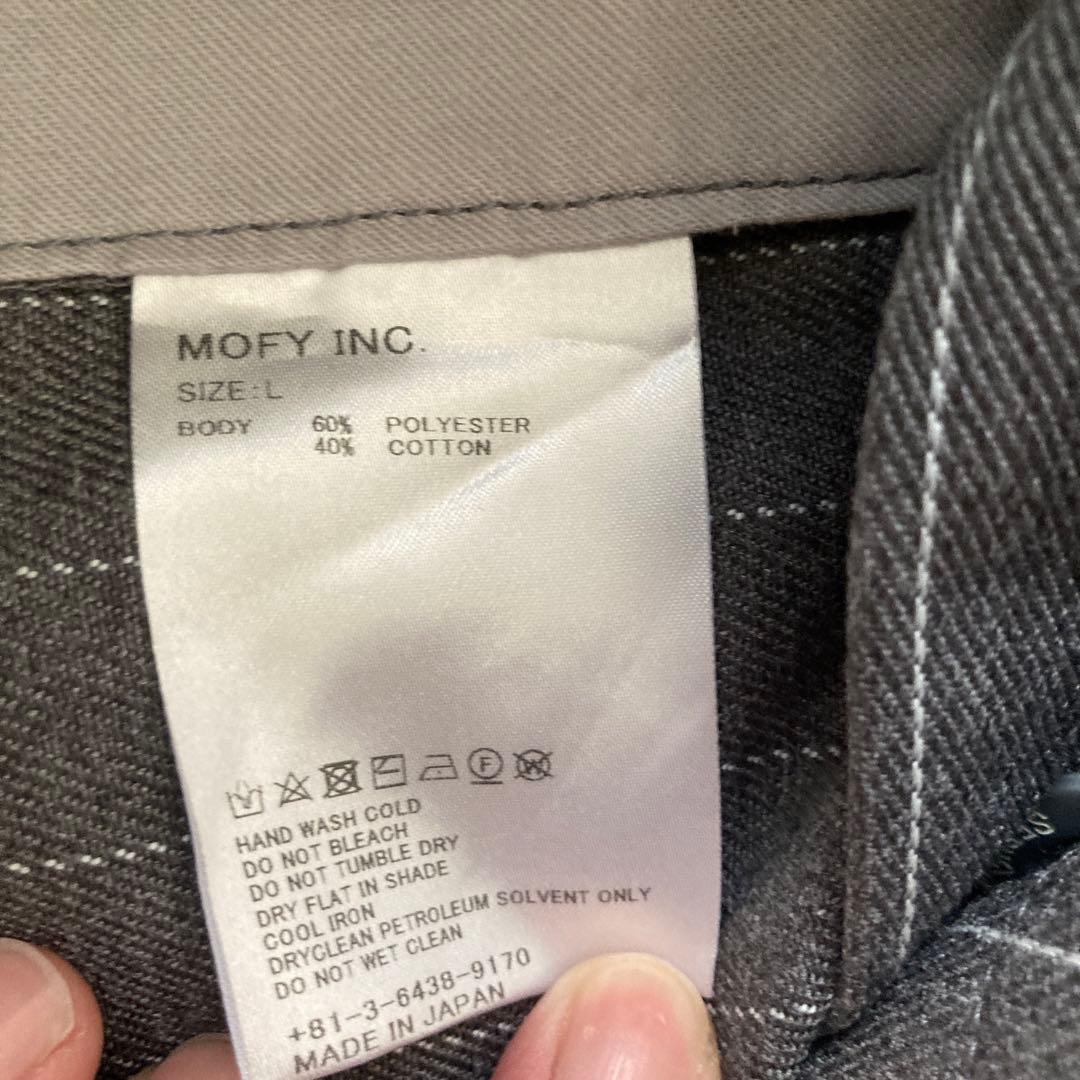 MOFY INC.
SIZE:L
BODY 60% POLYESTER
40% COTTON
F W
HAND WASH COLD
DO NOT BLEACH
DO NOT TUMBLE DRY
DRY FLAT IN SHADE
COOL IRON
DRYCLEAN PETROLEUM SOLVENT ONLY
DO NOT WET CLEAN
+81-3-6438-9170
MADE IN JAPAN